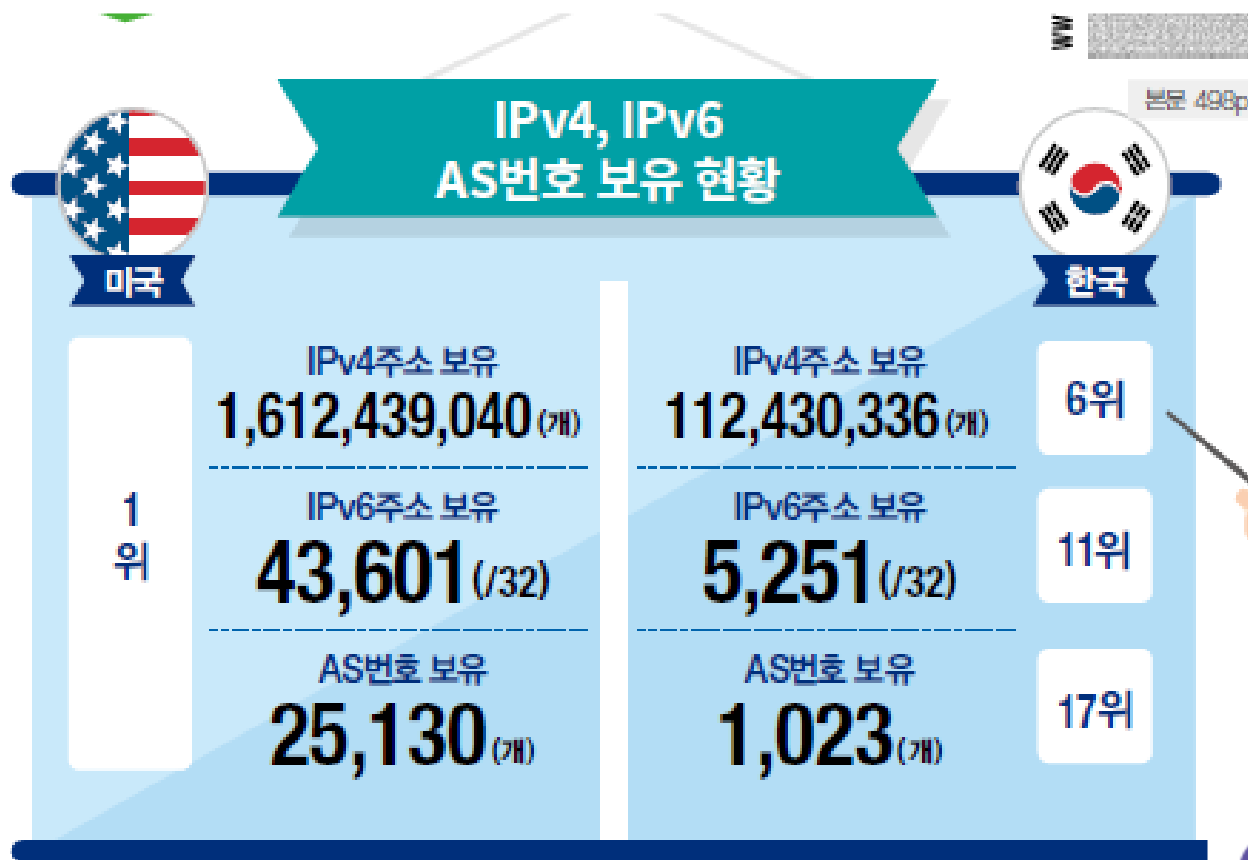 WW
본문 498p
IPv4, IPv6
AS번호 보유 현황
미국
한국
1
위
IPv4주소 보유
1,612,439,040(개)
IPv6주소 보유
43,601(/32)
AS번호 보유
25,130(개)
IPv4주소 보유
112,430,336(개)
6위
IPv6주소 보유
5,251(/32)
11위
AS번호 보유
1,023(개)
17위